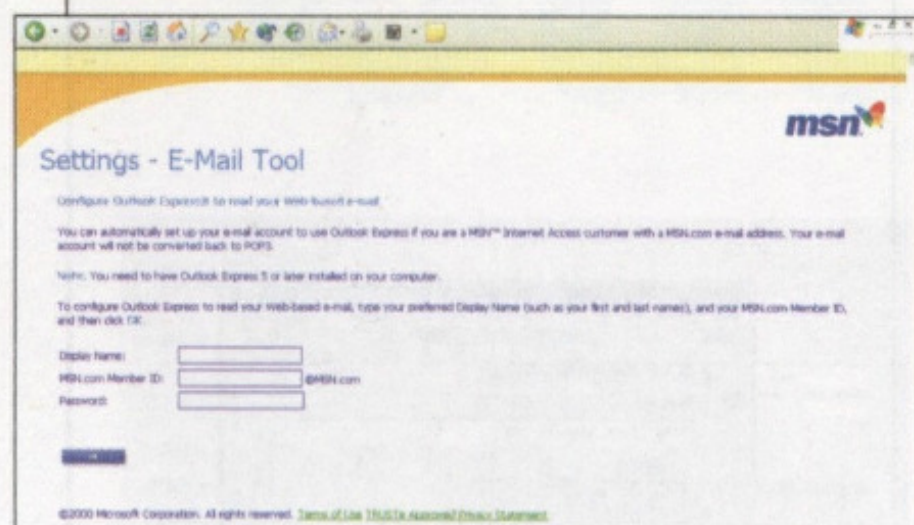 msn
Settings - E-Mail Tool
Configure Outlook Express® to read your Web-based e-mail
You can automatically set up your e-mail account to use Outlook Express if you are a MSN™ Internet Access customer with a MSN.com e-mail address. Your e-mail
account will not be converted back to POP3.
Note: You need to have Outlook Express 5 or later installed on your computer.
To configure Outlook Express to read your Web-based e-mail, type your preferred Display Name (such as your first and last names), and your MSN.com Member ID,
and then click OK.
Display Name:
MSN.com Member ID: @MSN.com
Password:
©2000 Microsoft Corporation. All rights reserved. Terms of Use TRUSTe Approved Privacy Statement